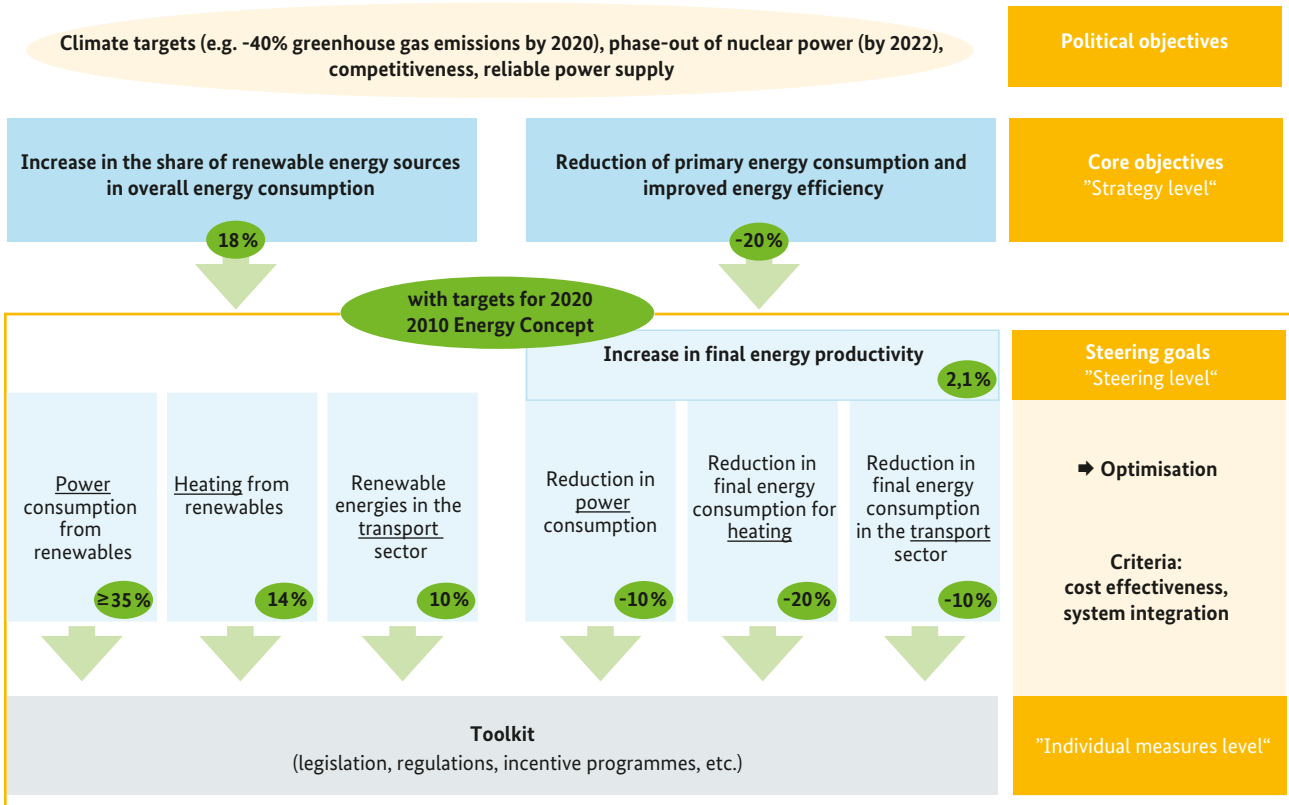 Climate targets (e.g. -40% greenhouse gas emissions by 2020), phase-out of nuclear power (by 2022),
competitiveness, reliable power supply
Political objectives
Increase in the share of renewable energy sources
in overall energy consumption
18%
Reduction of primary energy consumption and
improved energy efficiency
-20%
Core objectives
”Strategy level“
with targets for 2020
2010 Energy Concept
Increase in final energy productivity
2,1%
Steering goals
”Steering level“
Power
consumption
from
renewables
≥35%
Heating from
renewables
14%
Renewable
energies in the
transport
sector
10%
Reduction in
power
consumption
-10%
Reduction in
final energy
consumption for
heating
-20%
Reduction in
final energy
consumption
in the transport
sector
-10%
➡ Optimisation
Criteria:
cost effectiveness,
system integration
Toolkit
(legislation, regulations, incentive programmes, etc.)
”Individual measures level“